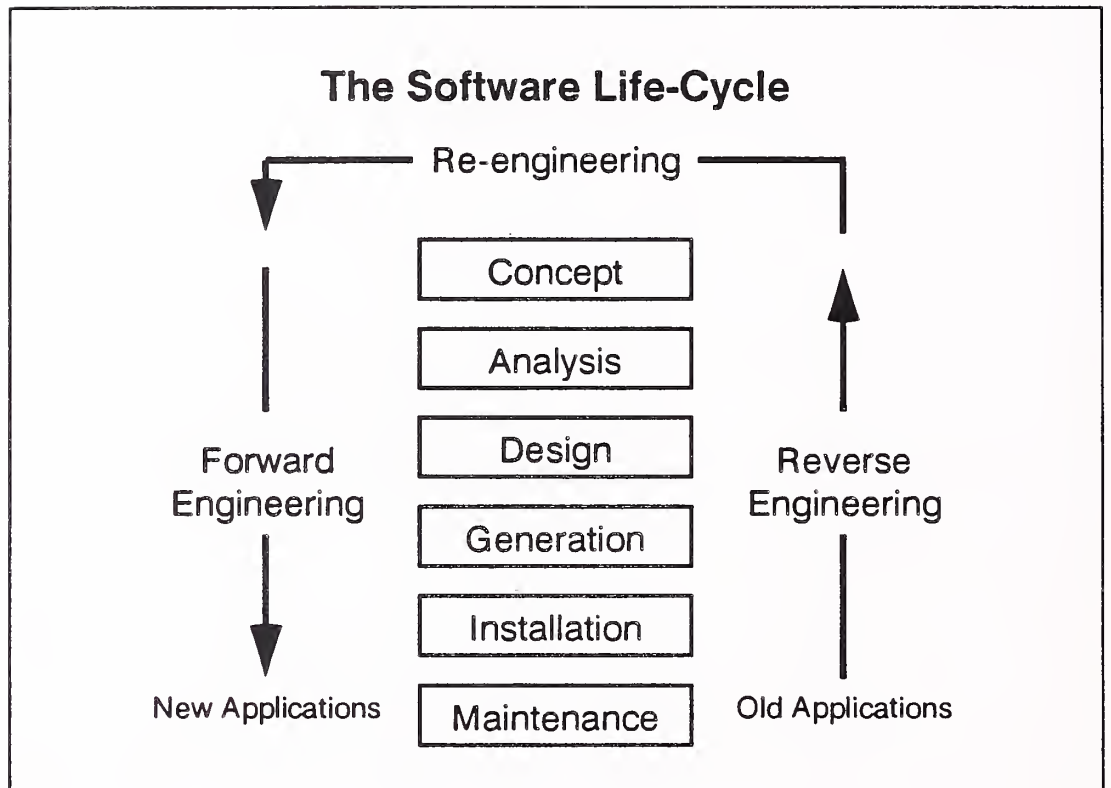 The Software Life-Cycle
Re-engineering
Concept
Analysis
Design
Generation
Installation
Maintenance
Forward
Engineering
New Applications
Reverse
Engineering
Old Applications